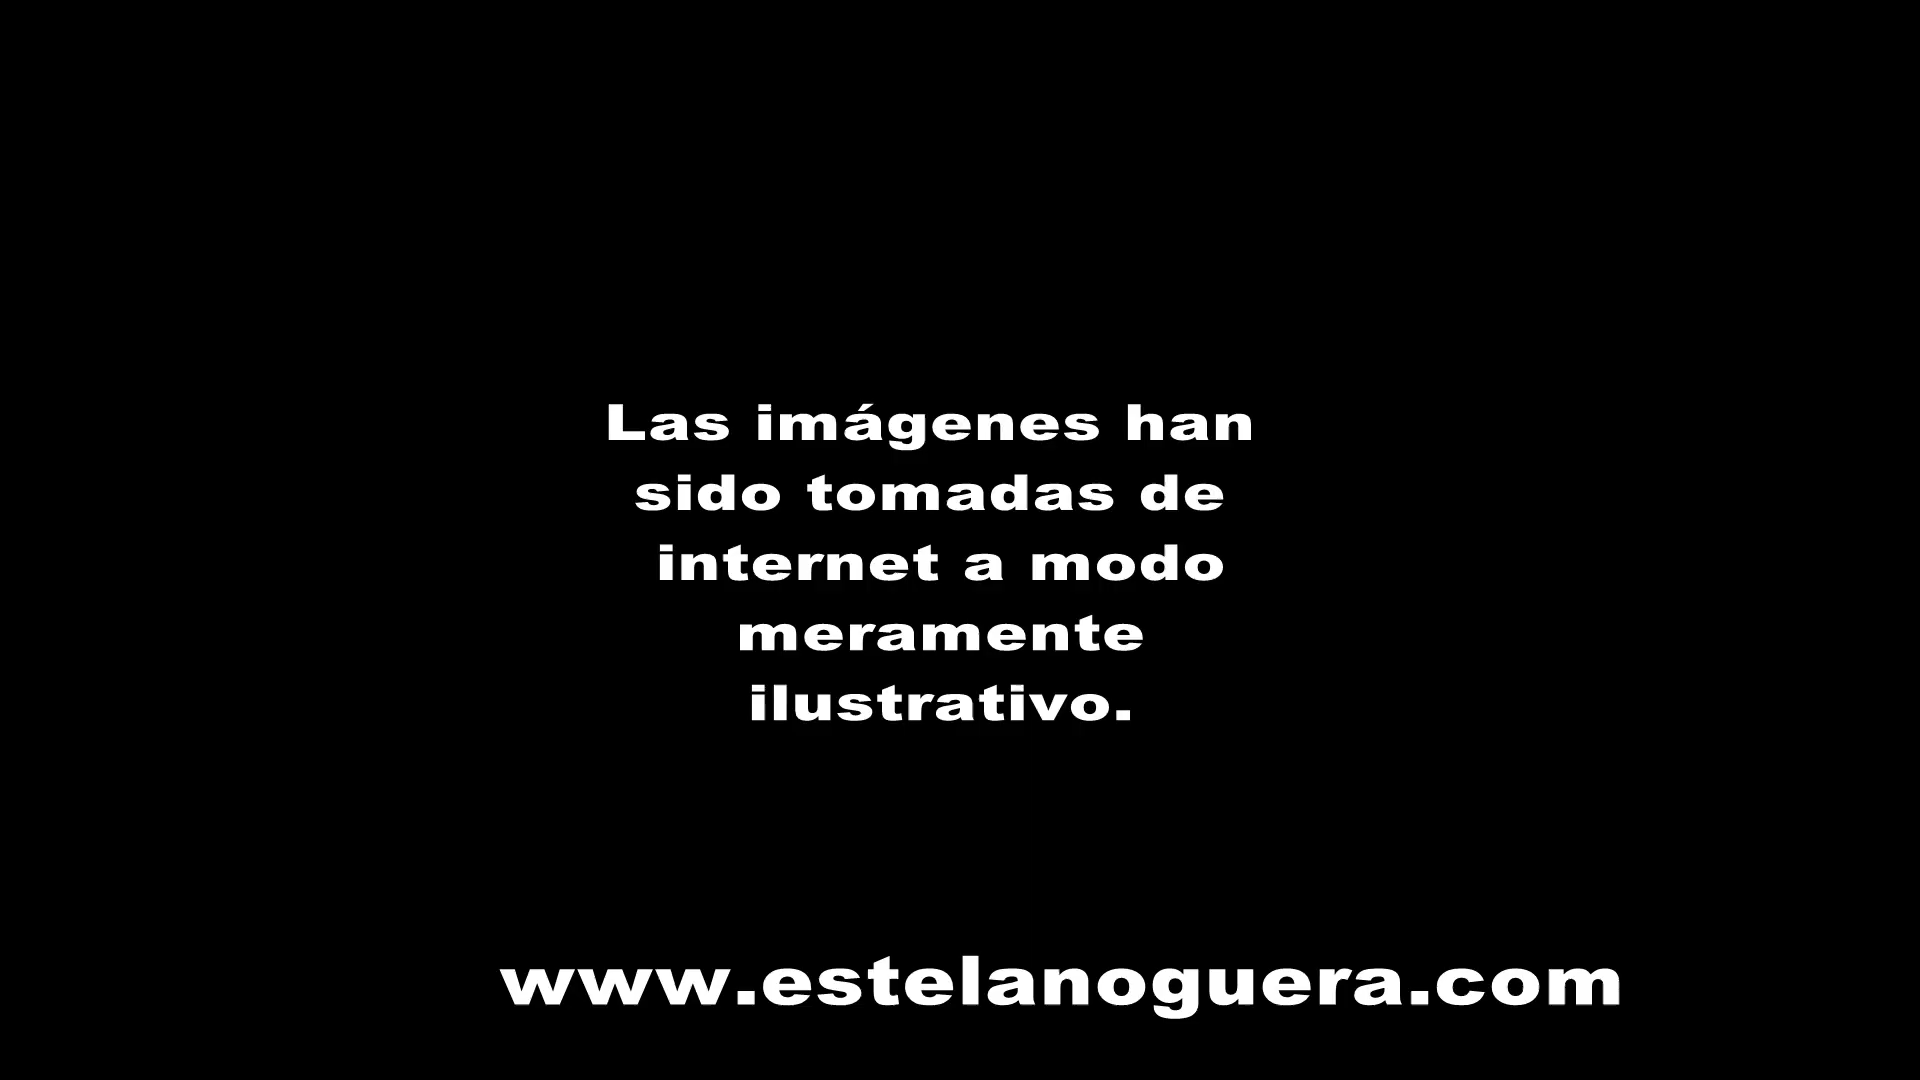 Las imágenes han
sido tomadas de
internet a modo
meramente
ilustrativo.
www.estelanoguera.com